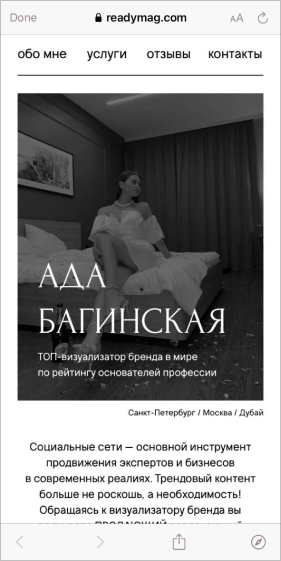 Done
readymag.com
AA
обо мне услуги отзывы контакты
АДА
БАГИНСКАЯ
ТОП-визуализатор бренда в мире
по рейтингу основателей профессии
Санкт-Петербург / Москва / Дубай
Социальные сети — основной инструмент
продвижения экспертов и бизнесов
в современных реалиях. Трендовый контент
больше не роскошь, а необходимость!
Обращаясь к визуализатору бренда вы